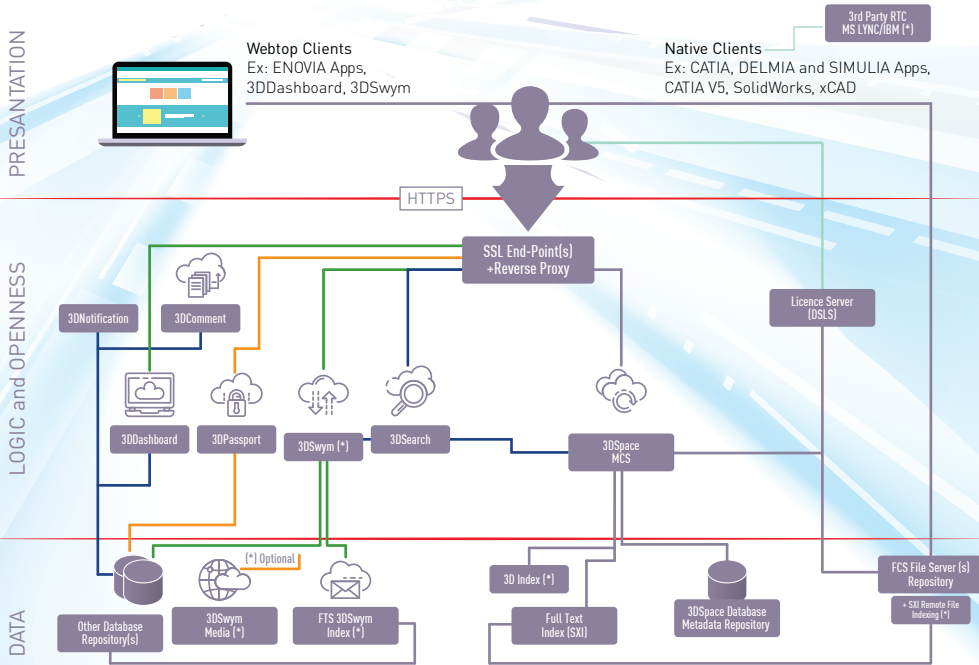 PRESANTATION
3rd Party RTC
MS LYNC/IBM (*)
Webtop Clients
Ex: ENOVIA Apps,
3DDashboard, 3DSwym
Native Clients
Ex: CATIA, DELMIA and SIMULIA Apps,
CATIA V5, SolidWorks, xCAD
HTTPS
LOGIC and OPENNESS
SSL End-Point(s)
+Reverse Proxy
3DNotification
3DComment
Licence Server
(DSLS)
3DDashboard
3DPassport
3DSwym (*)
3DSearch
3DSpace
MCS
DATA
(*) Optional
Other Database
Repository(s)
3DSwym
Media (*)
FTS 3DSwym
Index (*)
3D Index (*)
Full Text
Index (SXI)
3DSpace Database
Metadata Repository
FCS File Server (s)
Repository
+ SXI Remote File
Indexing (*)